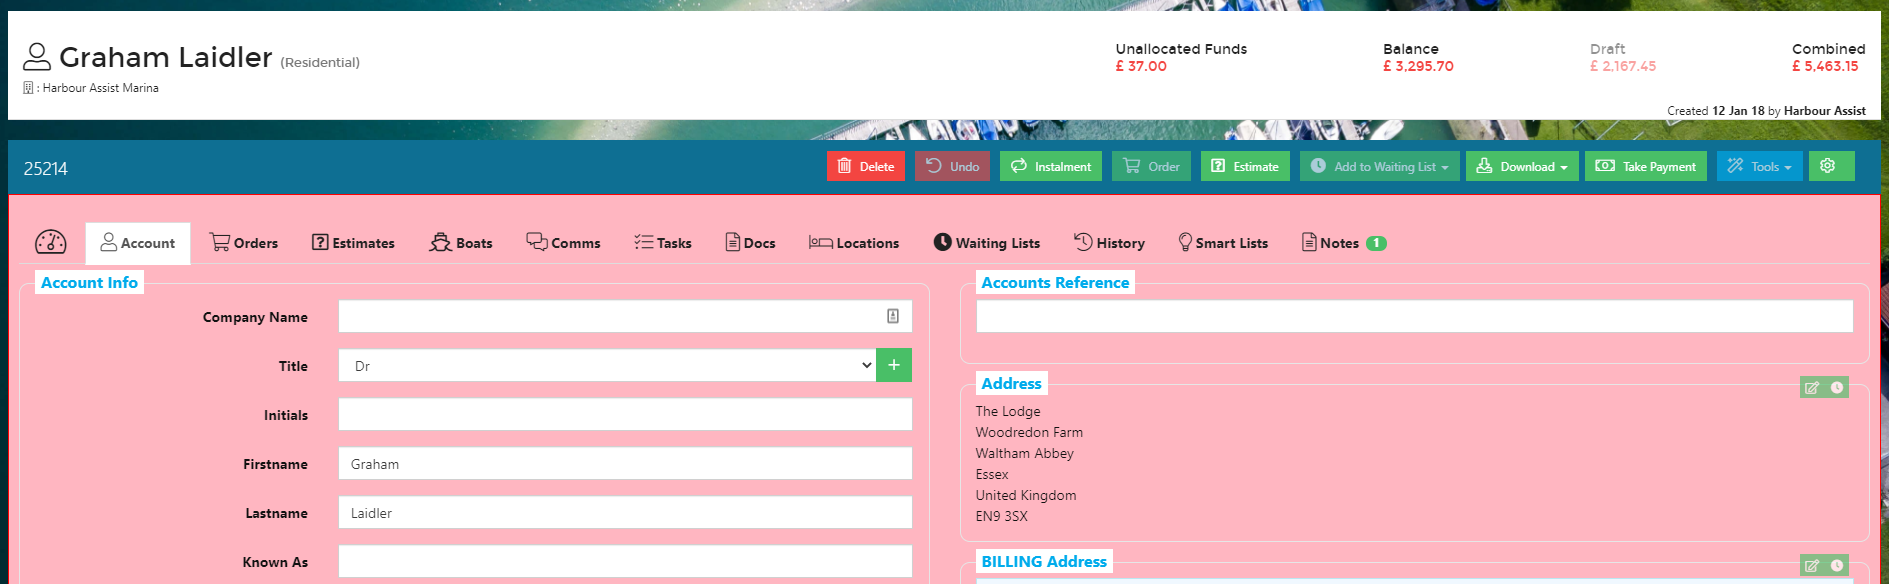 Graham Laidler (Residential)
: Harbour Assist Marina
Unallocated Funds
£ 37.00
Balance
£ 3,295.70
Draft
£ 2,167.45
Combined
£ 5,463.15
Created 12 Jan 18 by Harbour Assist
25214
Delete
Undo
Instalment
Order
Estimate
Add to Waiting List
Download
Take Payment
Tools
Account
Orders
Estimates
Boats
Comms
Tasks
Docs
Locations
Waiting Lists
History
Smart Lists
Notes 1
Account Info
Company Name
Title
Dr
+
Initials
Firstname
Graham
Lastname
Laidler
Known As
Accounts Reference
Address
The Lodge
Woodredon Farm
Waltham Abbey
Essex
United Kingdom
EN9 3SX
BILLING Address